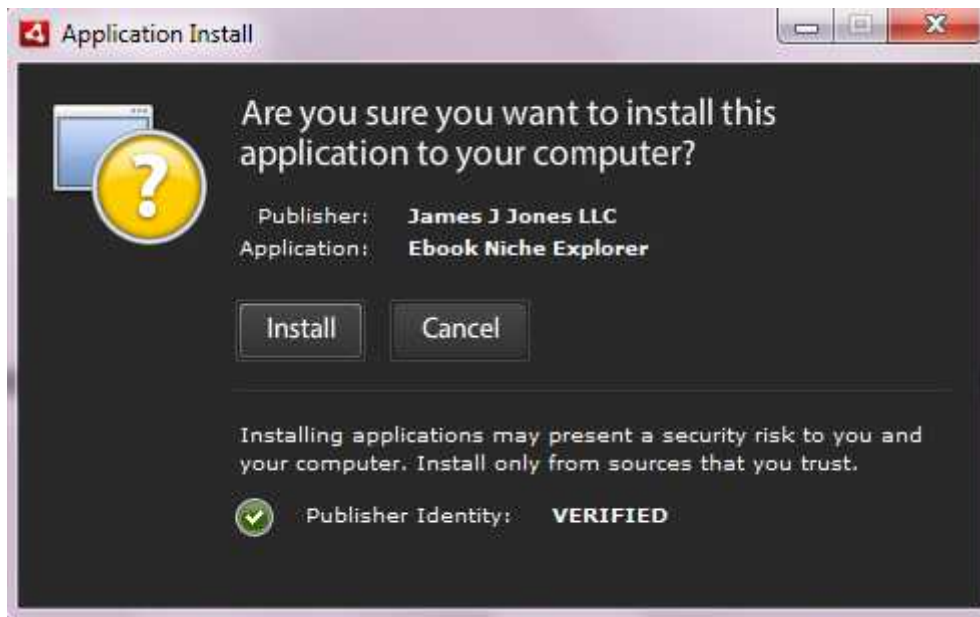 Application Install
Are you sure you want to install this
application to your computer?
Publisher: James J Jones LLC
Application: Ebook Niche Explorer
Install Cancel
Installing applications may present a security risk to you and
your computer. Install only from sources that you trust.
Publisher Identity: VERIFIED